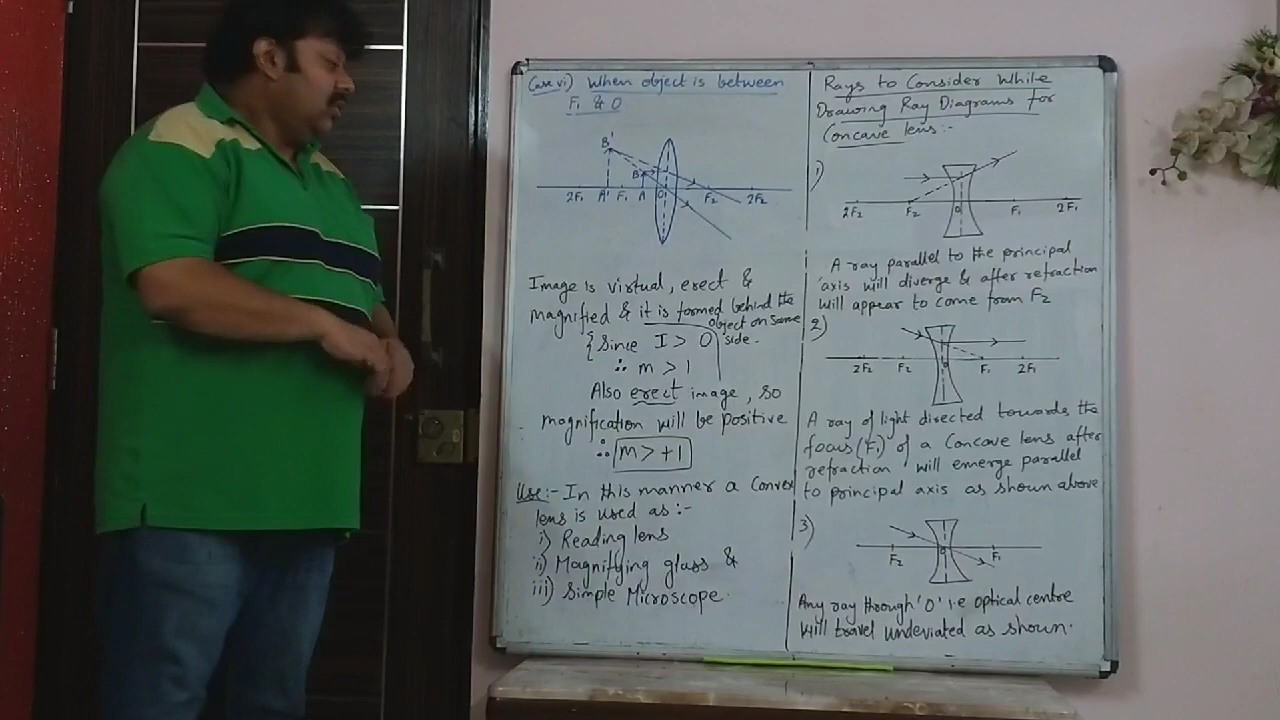 Case vi) When object is between
F₁ & O
B'
B
2F₁ A' F₁ A O F₂ 2F₂
Image is virtual, erect &
magnified & it is formed behind the
object on same
side.
{Since I > O
∴ m > 1
Also erect image, so
magnification will be positive
∴ m > +1
Use:- In this manner a Convex
lens is used as :-
i) Reading lens
ii) Magnifying glass &
iii) Simple Microscope.
Rays to Consider While
Drawing Ray Diagrams for
Concave lens:-
1)
2F₂ F₂ O F₁ 2F₁
A ray parallel to the principal
axis will diverge & after refraction
will appear to come from F₂
2)
2F₂ F₂ O F₁ 2F₁
A ray of light directed towards the
focus (F₁) of a Concave lens after
refraction, will emerge parallel
to principal axis as shown above
3)
F₂ O F₁
Any ray through 'O' i.e optical centre
will travel undeviated as shown.